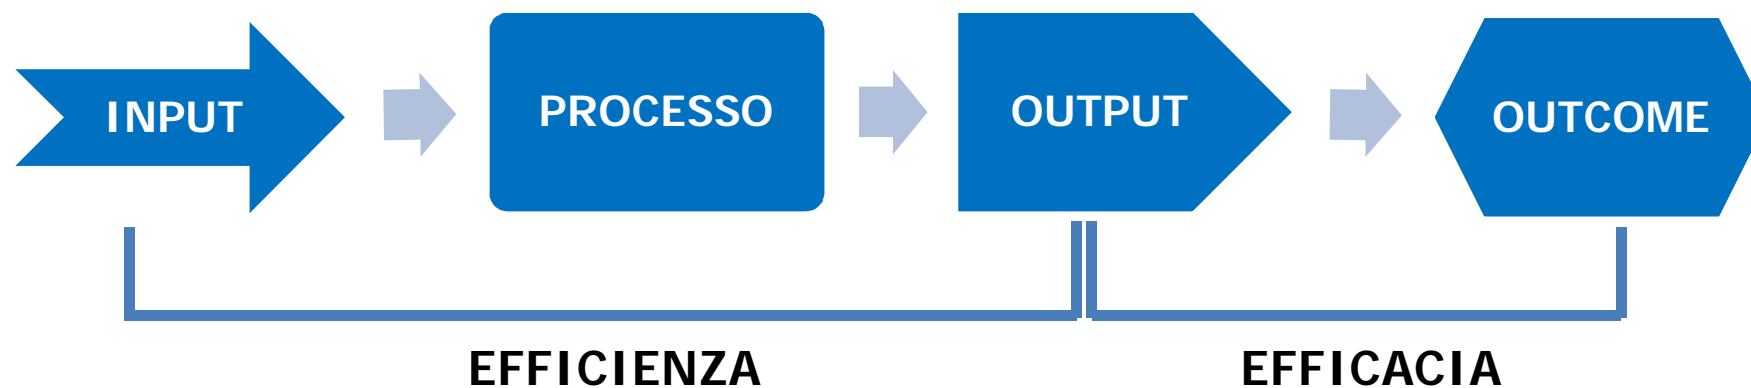 INPUT
PROCESSO
OUTPUT
OUTCOME
EFFICIENZA
EFFICACIA